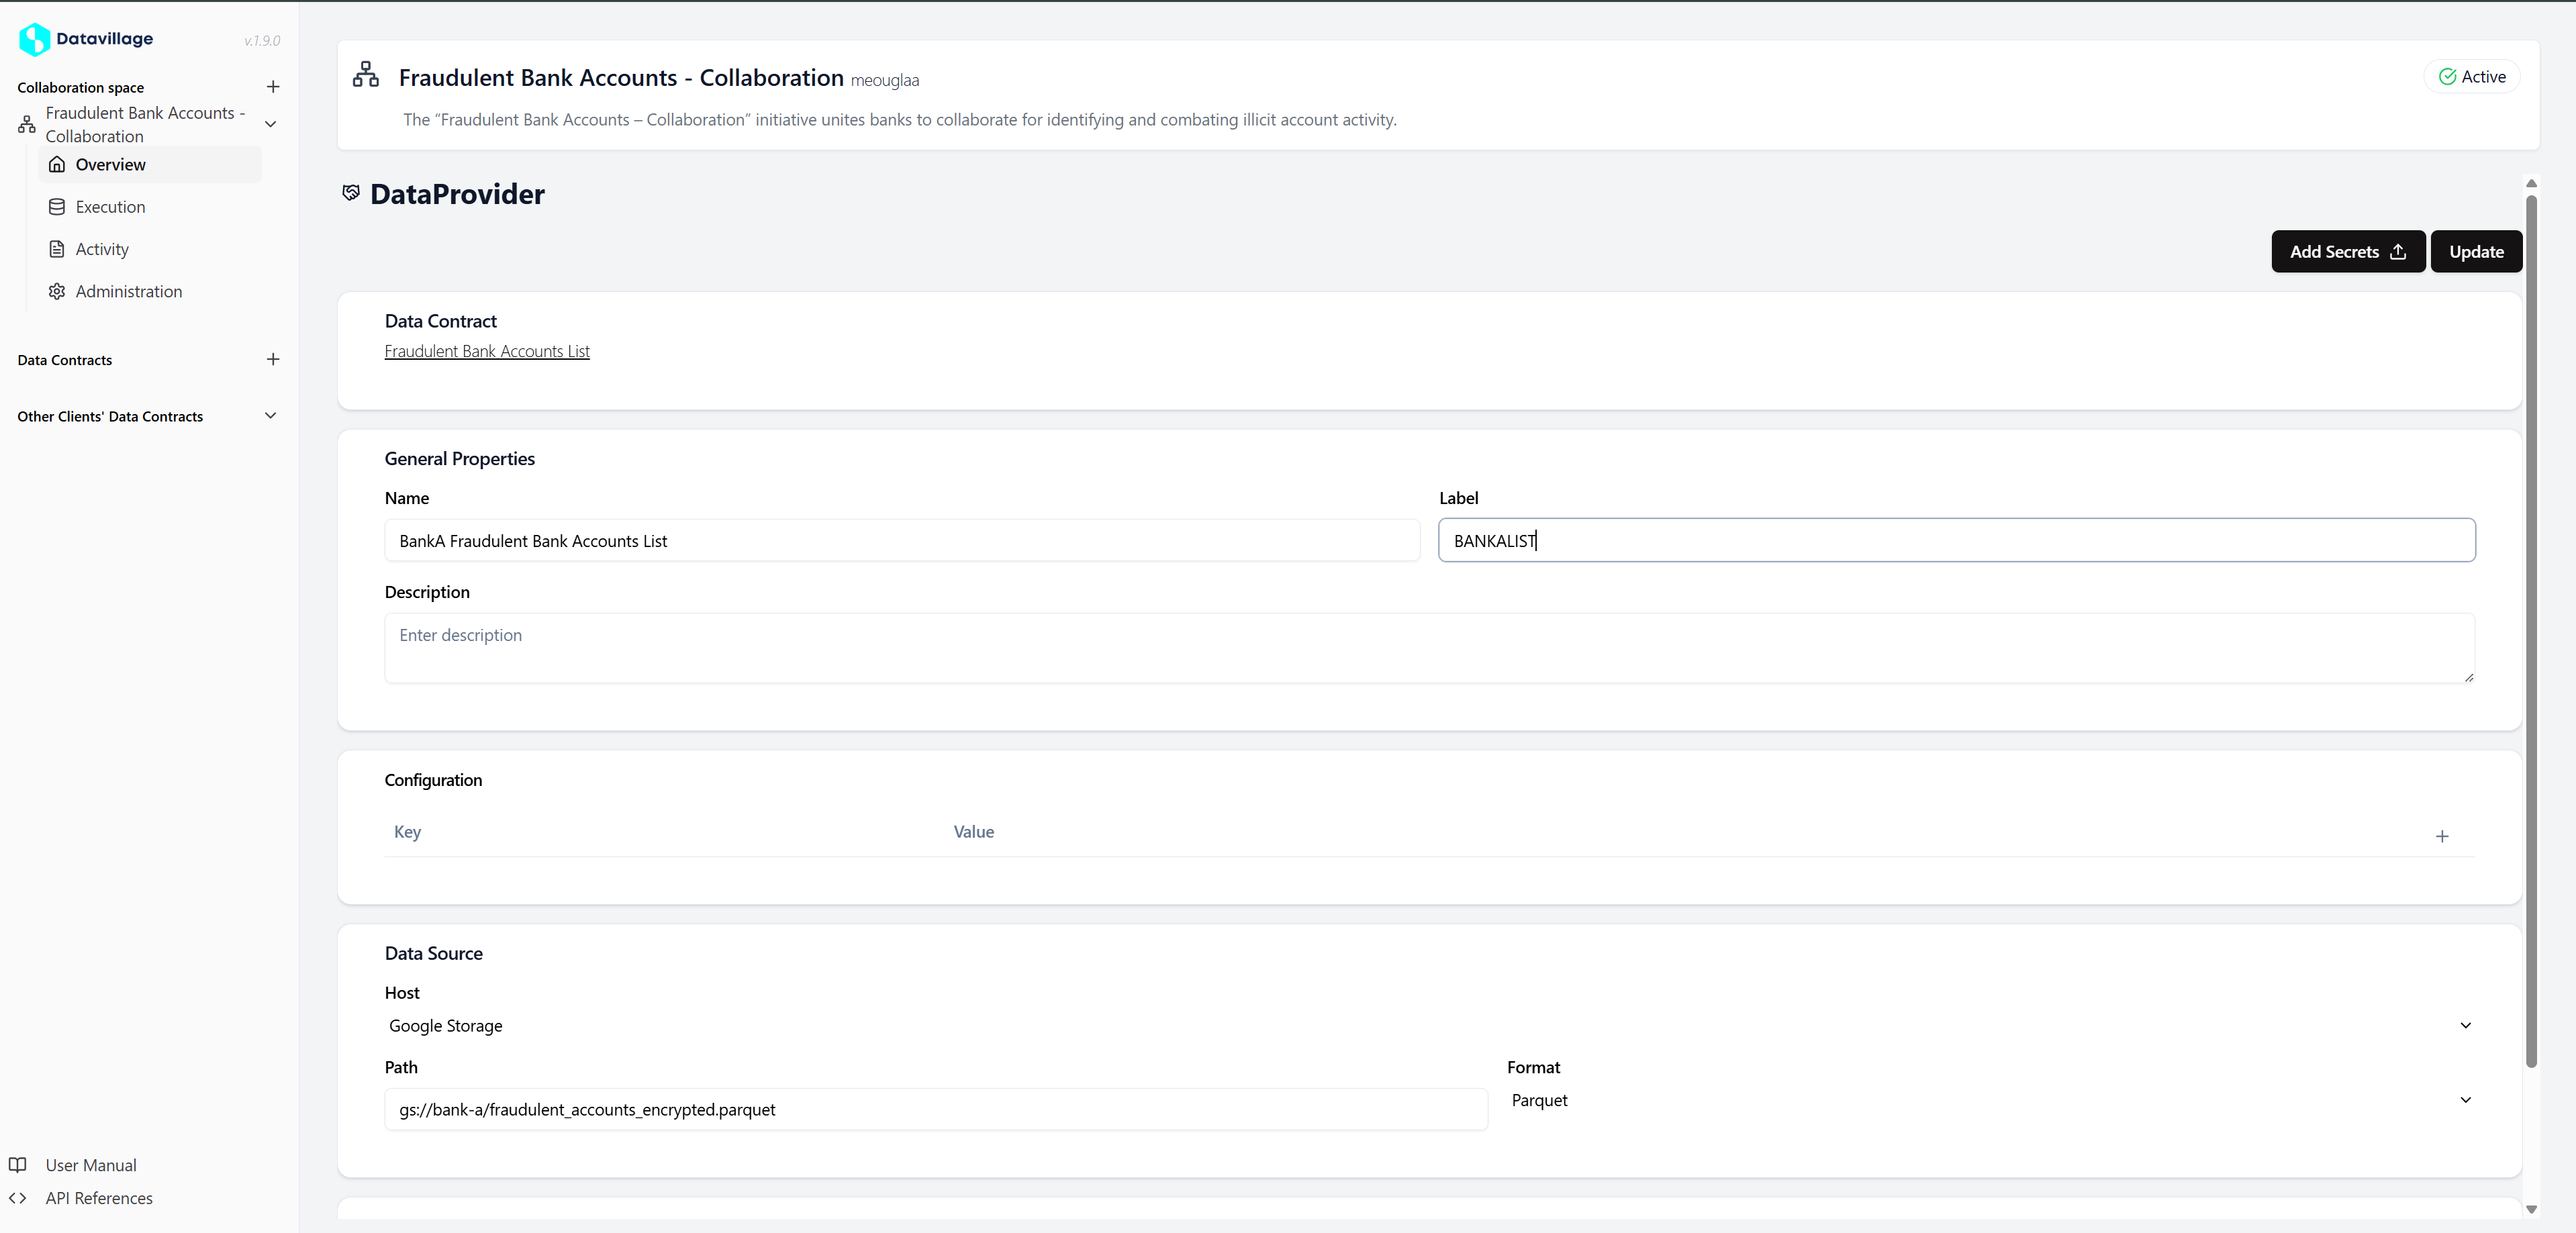 Datavillage
v.1.9.0
Collaboration space
Fraudulent Bank Accounts -
Collaboration
Overview
Execution
Activity
Administration
Data Contracts
Other Clients' Data Contracts
User Manual
API References
Fraudulent Bank Accounts - Collaboration meouglaa
Active
The “Fraudulent Bank Accounts – Collaboration” initiative unites banks to collaborate for identifying and combating illicit account activity.
DataProvider
Add Secrets
Update
Data Contract
Fraudulent Bank Accounts List
General Properties
Name
Label
BankA Fraudulent Bank Accounts List
BANKALIST
Description
Enter description
Configuration
Key
Value
Data Source
Host
Google Storage
Path
Format
gs://bank-a/fraudulent_accounts_encrypted.parquet
Parquet